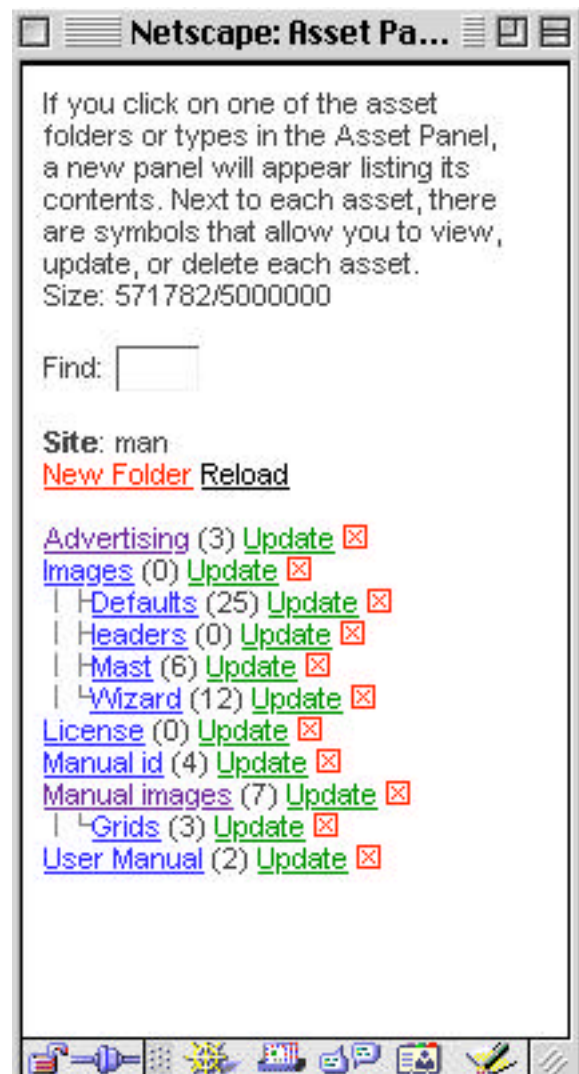 Netscape: Asset Pa...
If you click on one of the asset
folders or types in the Asset Panel,
a new panel will appear listing its
contents. Next to each asset, there
are symbols that allow you to view,
update, or delete each asset.
Size: 571782/5000000
Find:
Site: man
New Folder Reload
Advertising (3) Update
Images (0) Update
Defaults (25) Update
Headers (0) Update
Mast (6) Update
Wizard (12) Update
License (0) Update
Manual id (4) Update
Manual images (7) Update
Grids (3) Update
User Manual (2) Update